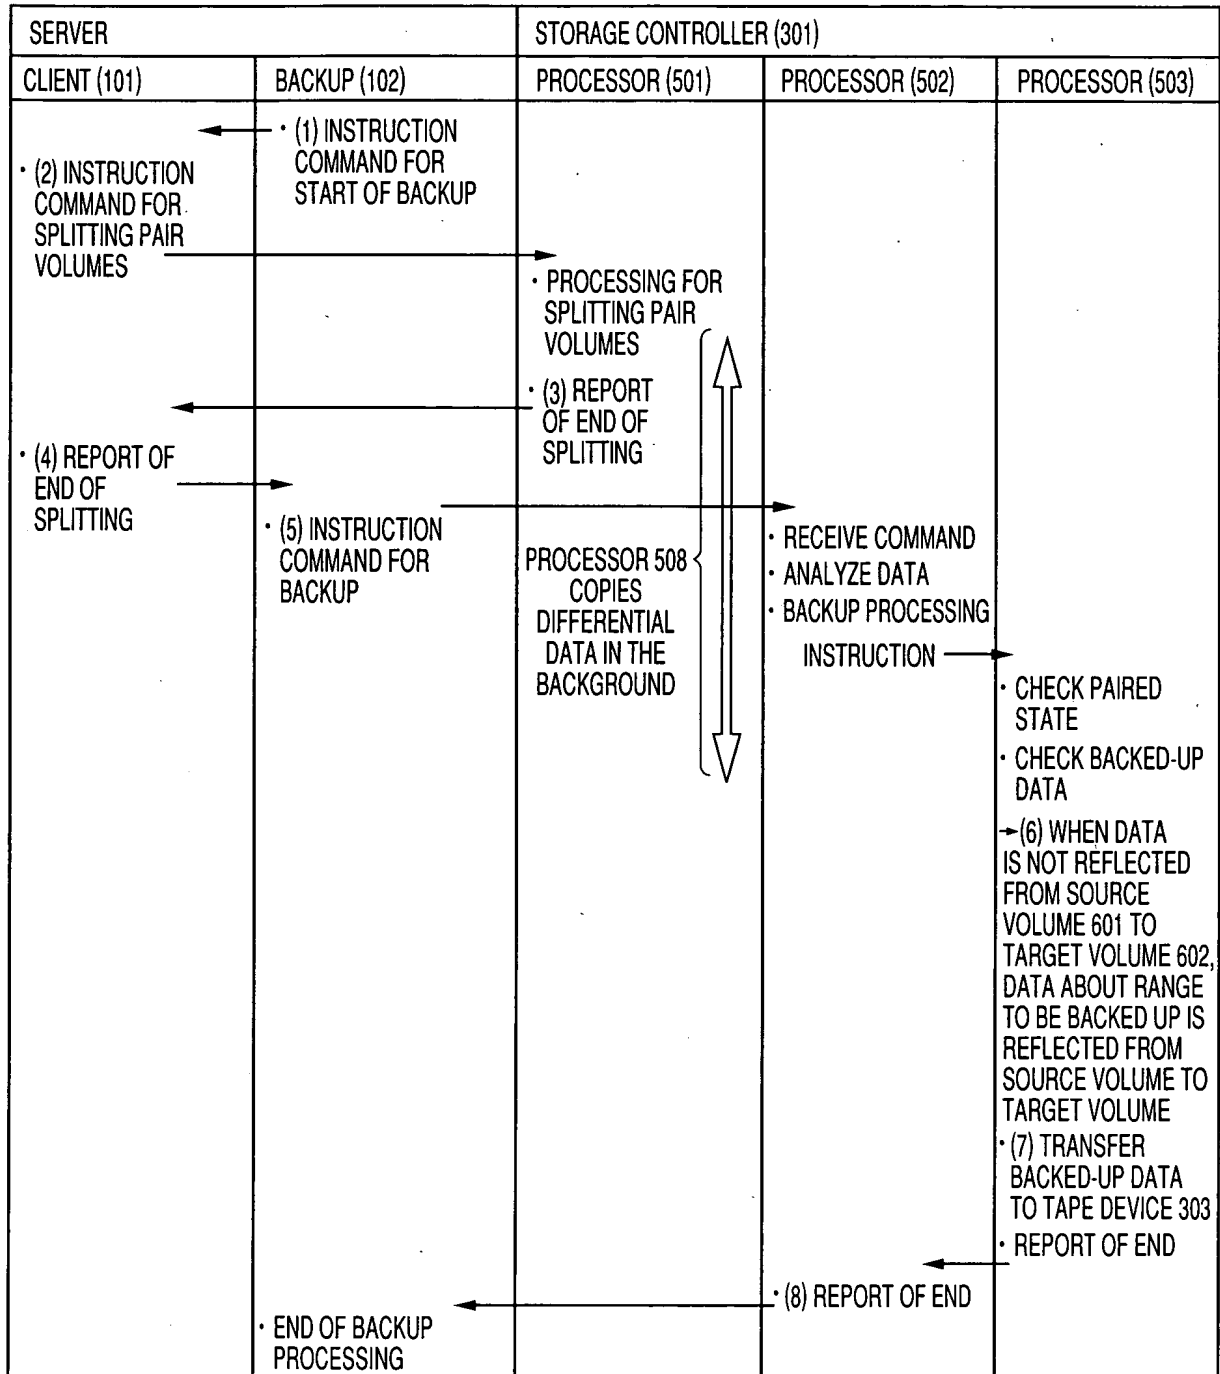 SERVER
STORAGE CONTROLLER (301)
CLIENT (101)
BACKUP (102)
PROCESSOR (501)
PROCESSOR (502)
PROCESSOR (503)
· (1) INSTRUCTION
COMMAND FOR
START OF BACKUP
· (2) INSTRUCTION
COMMAND FOR
SPLITTING PAIR
VOLUMES
· PROCESSING FOR
SPLITTING PAIR
VOLUMES
· (3) REPORT
OF END OF
SPLITTING
· (4) REPORT OF
END OF
SPLITTING
· (5) INSTRUCTION
COMMAND FOR
BACKUP
PROCESSOR 508
COPIES
DIFFERENTIAL
DATA IN THE
BACKGROUND
· RECEIVE COMMAND
· ANALYZE DATA
· BACKUP PROCESSING
INSTRUCTION
· CHECK PAIRED
STATE
· CHECK BACKED-UP
DATA
→(6) WHEN DATA
IS NOT REFLECTED
FROM SOURCE
VOLUME 601 TO
TARGET VOLUME 602,
DATA ABOUT RANGE
TO BE BACKED UP IS
REFLECTED FROM
SOURCE VOLUME TO
TARGET VOLUME
· (7) TRANSFER
BACKED-UP DATA
TO TAPE DEVICE 303
· REPORT OF END
· (8) REPORT OF END
· END OF BACKUP
PROCESSING